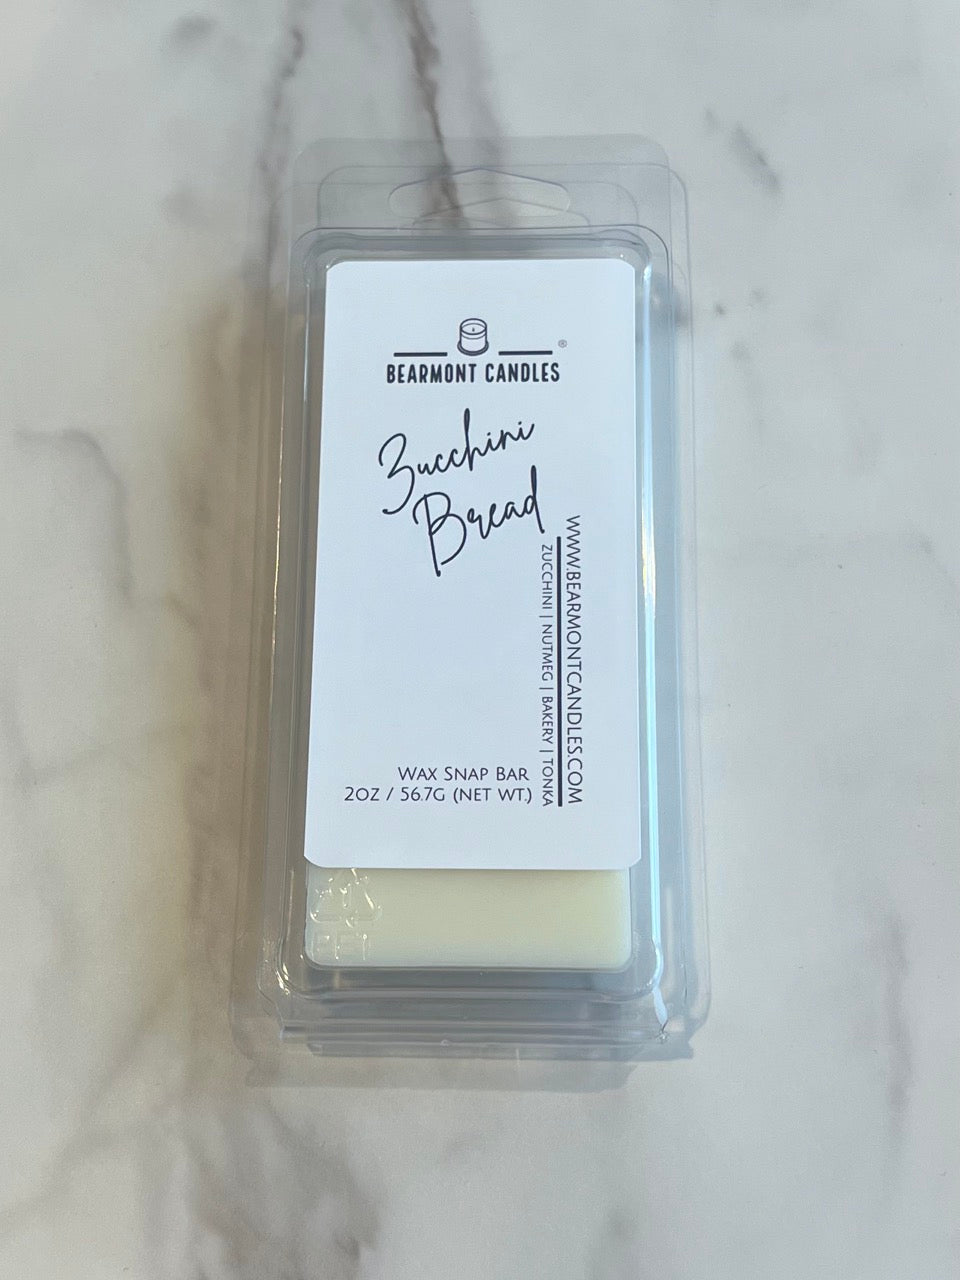 ®
BEARMONT CANDLES
Zucchini
Bread
WWW.BEARMONTCANDLES.COM
ZUCCHINI | NUTMEG | BAKERY | TONKA
WAX SNAP BAR
2OZ / 56.7G (NET WT.)